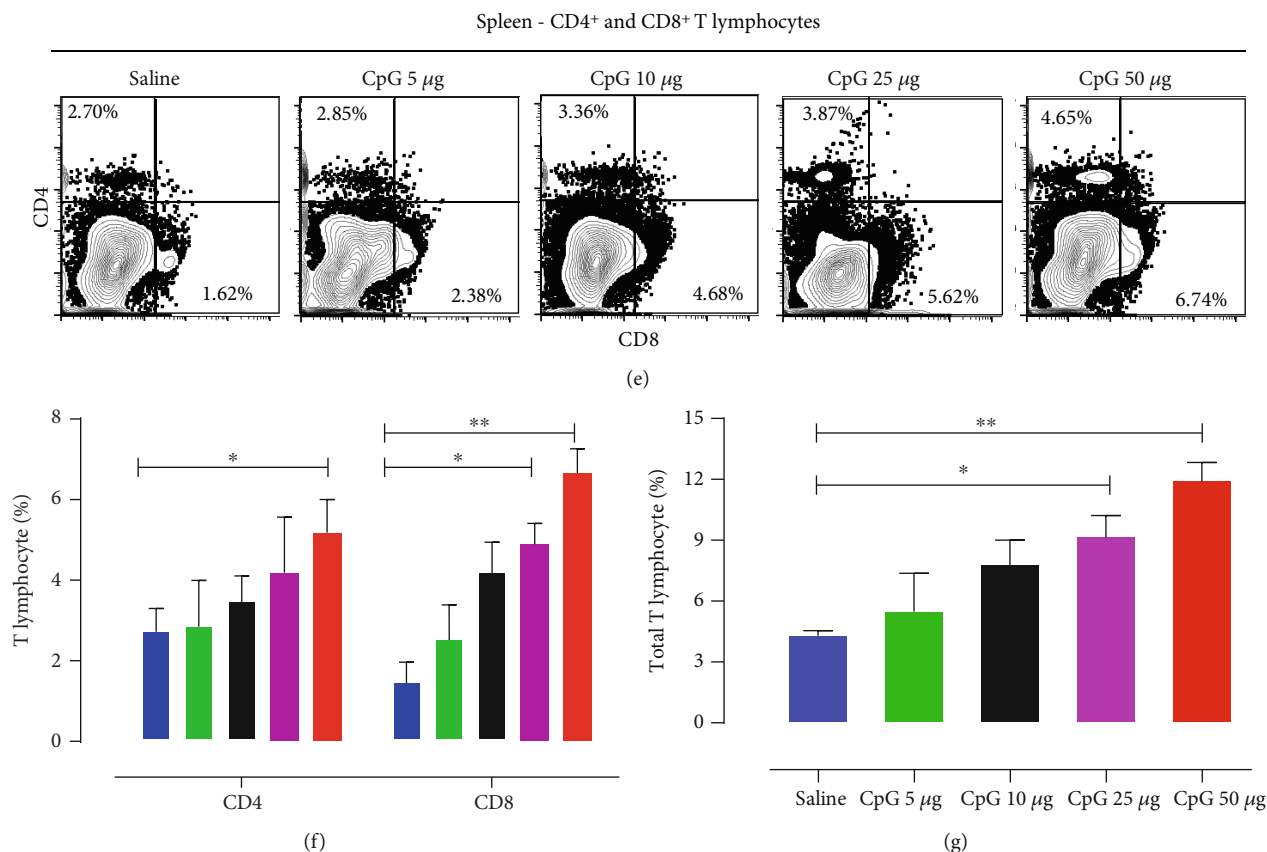 Spleen - CD4+ and CD8+ T lymphocytes
Saline CpG 5 μg CpG 10 μg CpG 25 μg CpG 50 μg
2.70% 2.85% 3.36% 3.87% 4.65%
CD4
1.62% 2.38% 4.68% 5.62% 6.74%
CD8
(e)
T lymphocyte (%)
8
6
4
2
0
*
**
*
CD4 CD8
(f)
Total T lymphocyte (%)
15
12
9
6
3
0
**
*
Saline CpG 5 μg CpG 10 μg CpG 25 μg CpG 50 μg
(g)